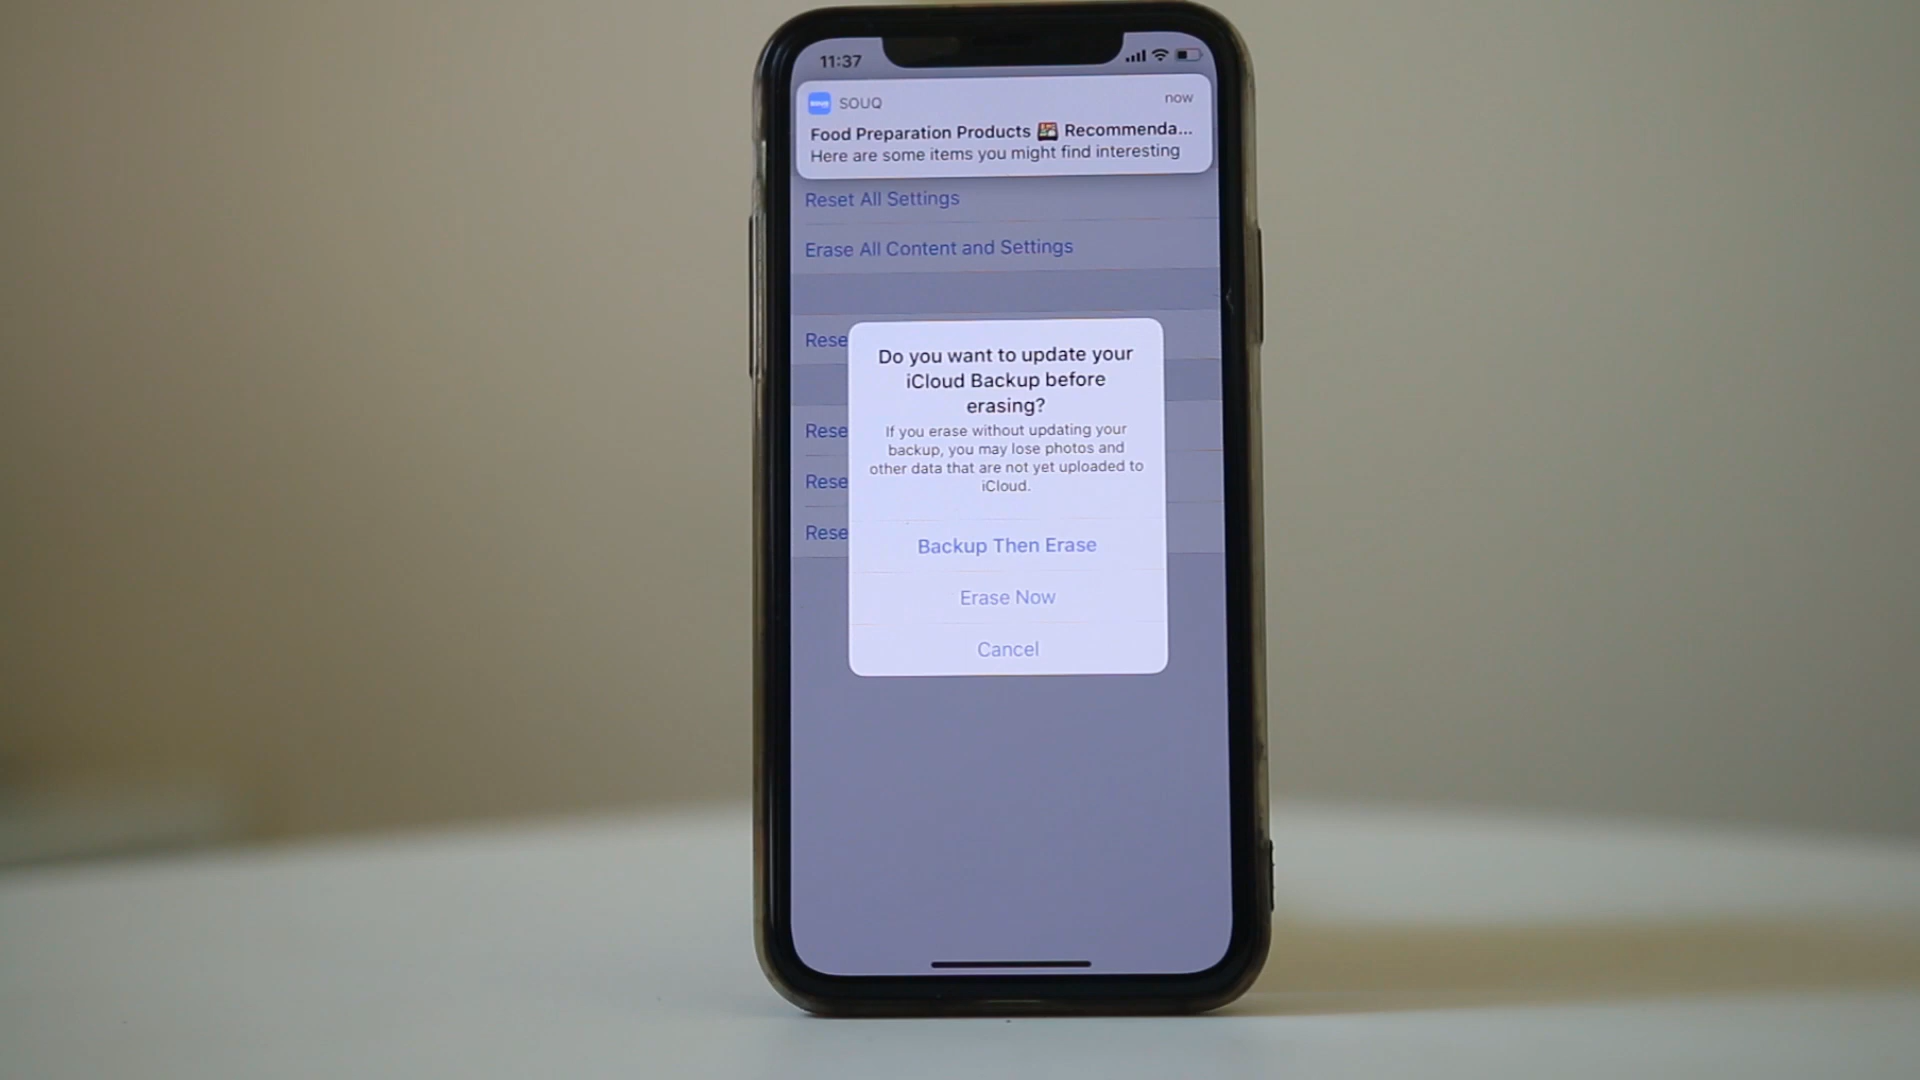 11:37
SOUQ
now
Food Preparation Products 🍱 Recommenda...
Here are some items you might find interesting
Reset All Settings
Erase All Content and Settings
Rese
Do you want to update your
iCloud Backup before
erasing?
If you erase without updating your
backup, you may lose photos and
other data that are not yet uploaded to
iCloud.
Rese
Rese
Rese
Backup Then Erase
Erase Now
Cancel